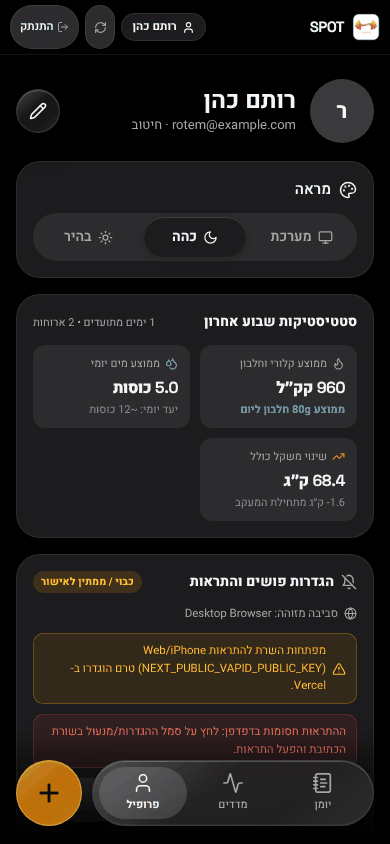 SPOT
רותם כהן
התנתק
ר
רותם כהן
rotem@example.com · חיטוב
מראה
מערכת
כהה
בהיר
סטטיסטיקות שבוע אחרון
1 ימים מתועדים • 2 ארוחות
ממוצע קלורי וחלבון
960 קק״ל
ממוצע 80g חלבון ליום
ממוצע מים יומי
5.0 כוסות
יעד יומי: ~12 כוסות
שינוי משקל כולל
68.4 ק״ג
-1.6 ק״ג מתחילת המעקב
הגדרות פושים והתראות
כבוי / ממתין לאישור
סביבה מזוהה: Desktop Browser
מפתחות השרת להתראות Web/iPhone
(NEXT_PUBLIC_VAPID_PUBLIC_KEY) טרם הוגדרו ב-
Vercel.
ההתראות חסומות בדפדפן: לחץ על סמל ההגדרות/מנעול בשורת
הכתובת והפעל התראות.
יומן
מדדים
פרופיל